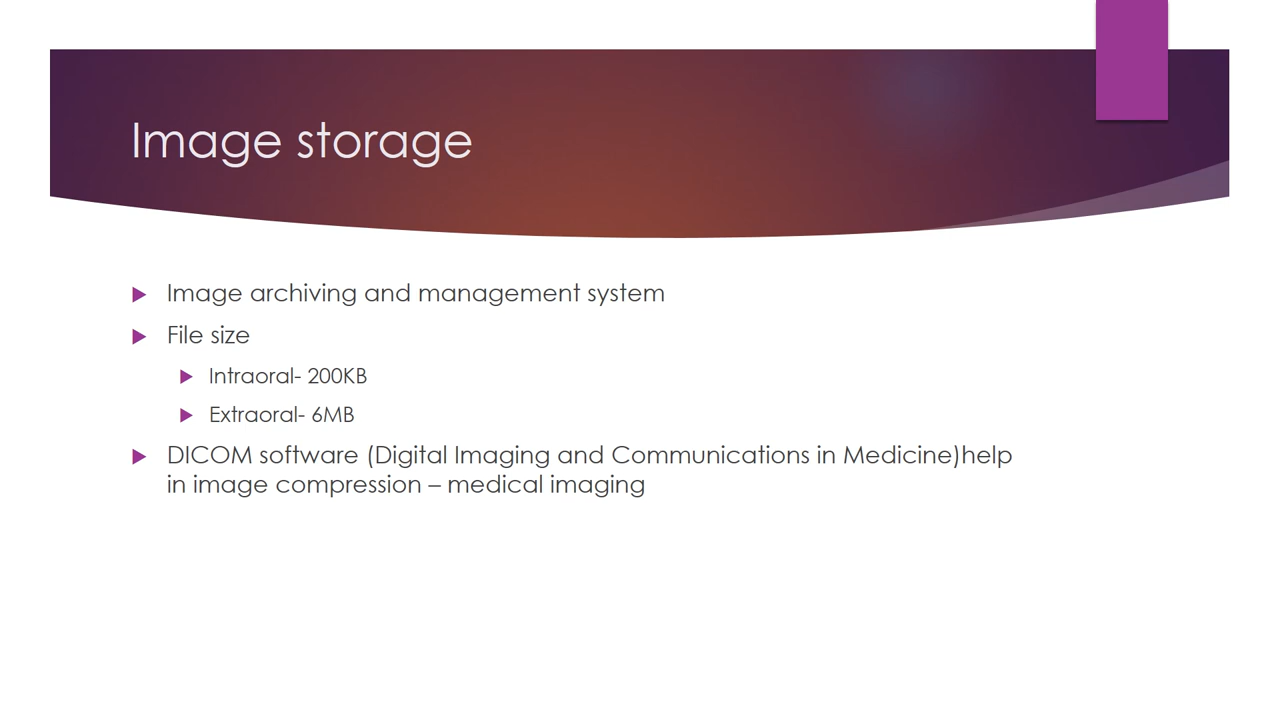 Image storage
Image archiving and management system
File size
Intraoral- 200KB
Extraoral- 6MB
DICOM software (Digital Imaging and Communications in Medicine)help
in image compression – medical imaging